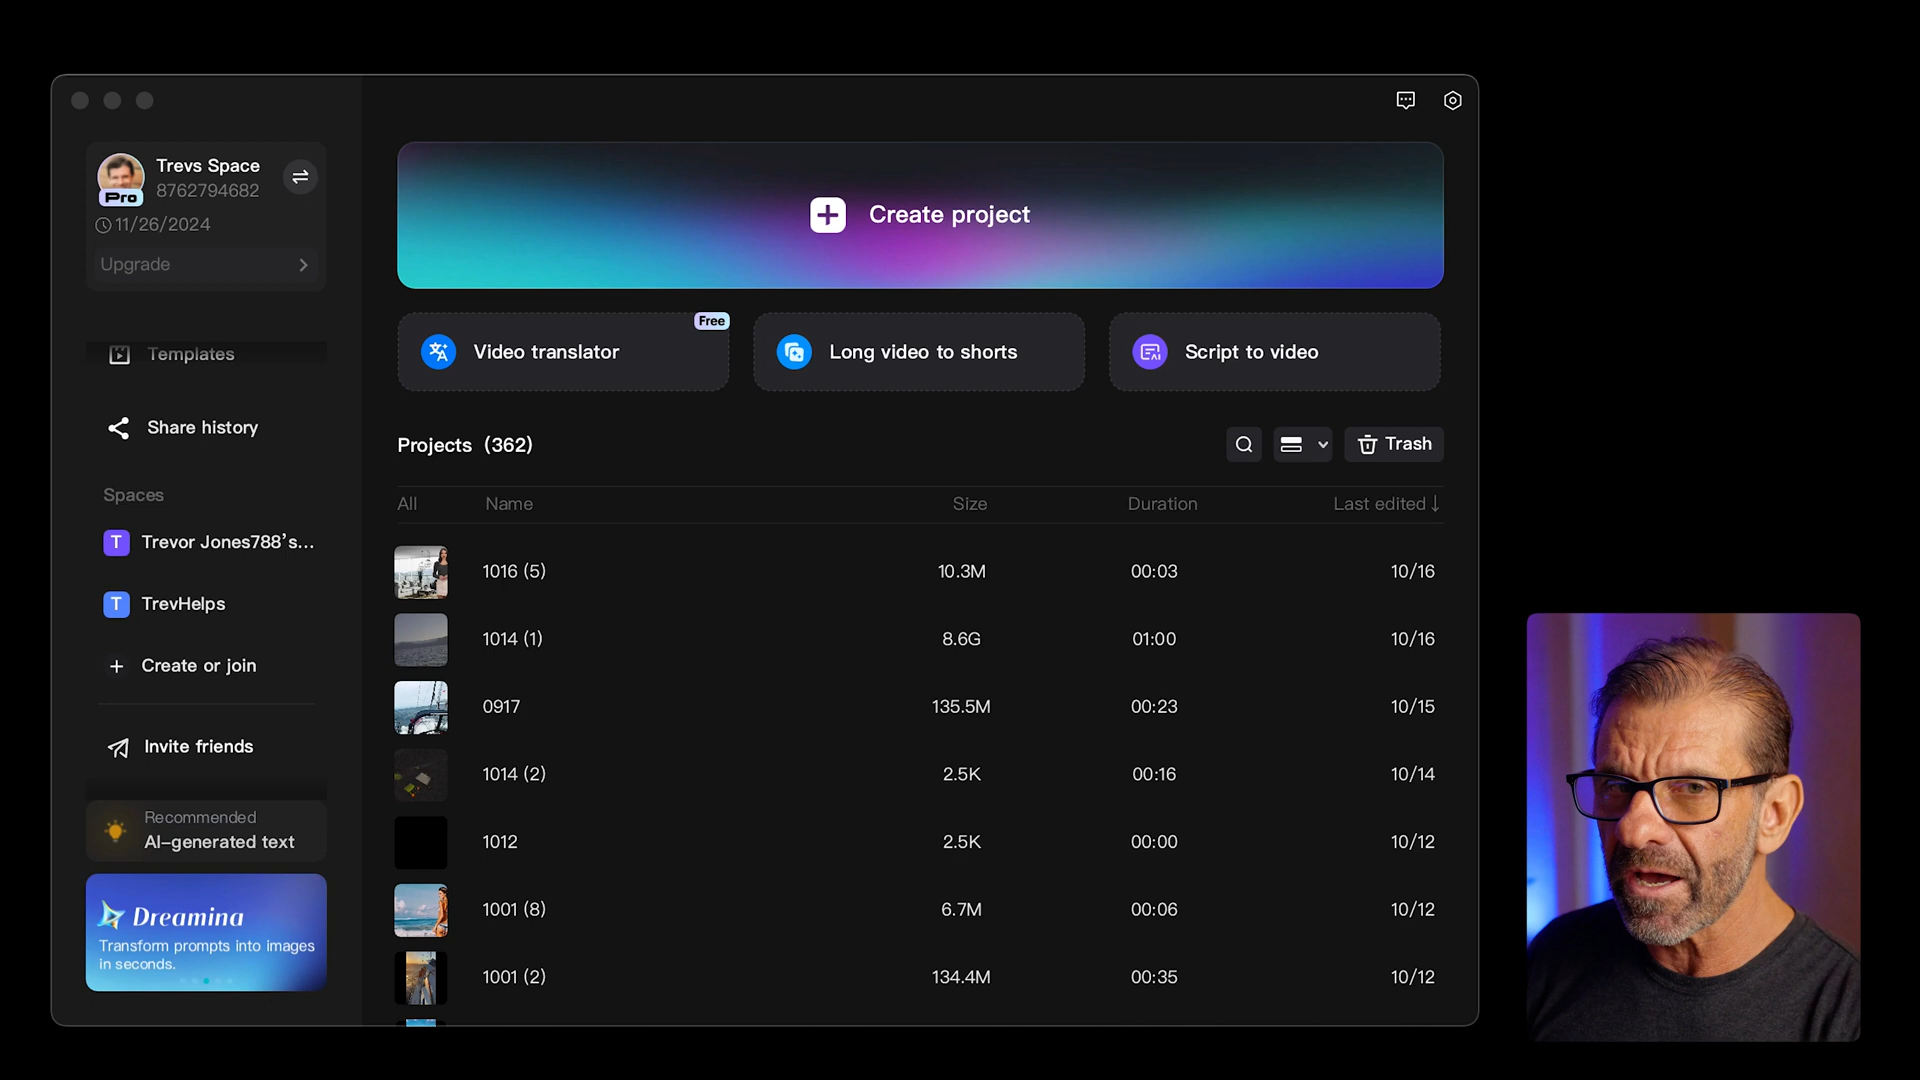 Trevs Space
8762794682
Pro
11/26/2024
Upgrade
Templates
Share history
Spaces
T Trevor Jones788's...
T TrevHelps
+ Create or join
Invite friends
Recommended
AI-generated text
Dreamina
Transform prompts into images
in seconds.
Create project
Free
Video translator
Long video to shorts
Script to video
Projects (362)
Trash
All Name Size Duration Last edited ↓
1016 (5) 10.3M 00:03 10/16
1014 (1) 8.6G 01:00 10/16
0917 135.5M 00:23 10/15
1014 (2) 2.5K 00:16 10/14
1012 2.5K 00:00 10/12
1001 (8) 6.7M 00:06 10/12
1001 (2) 134.4M 00:35 10/12